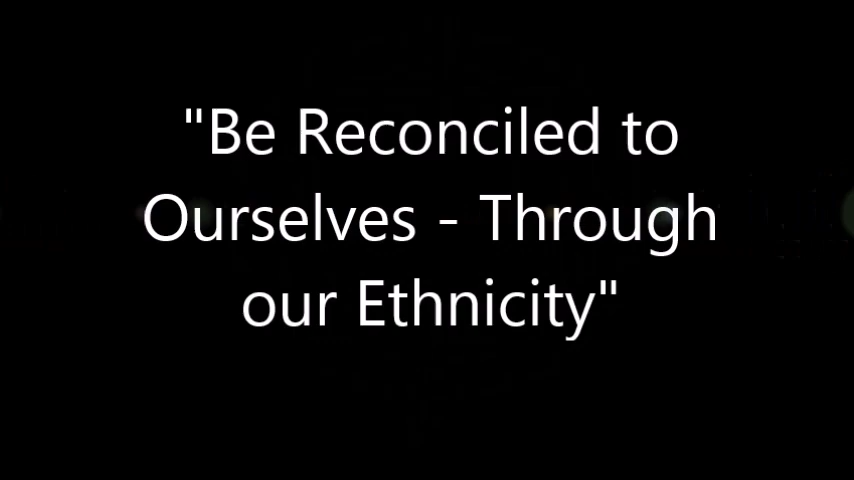 "Be Reconciled to
Ourselves - Through
our Ethnicity"